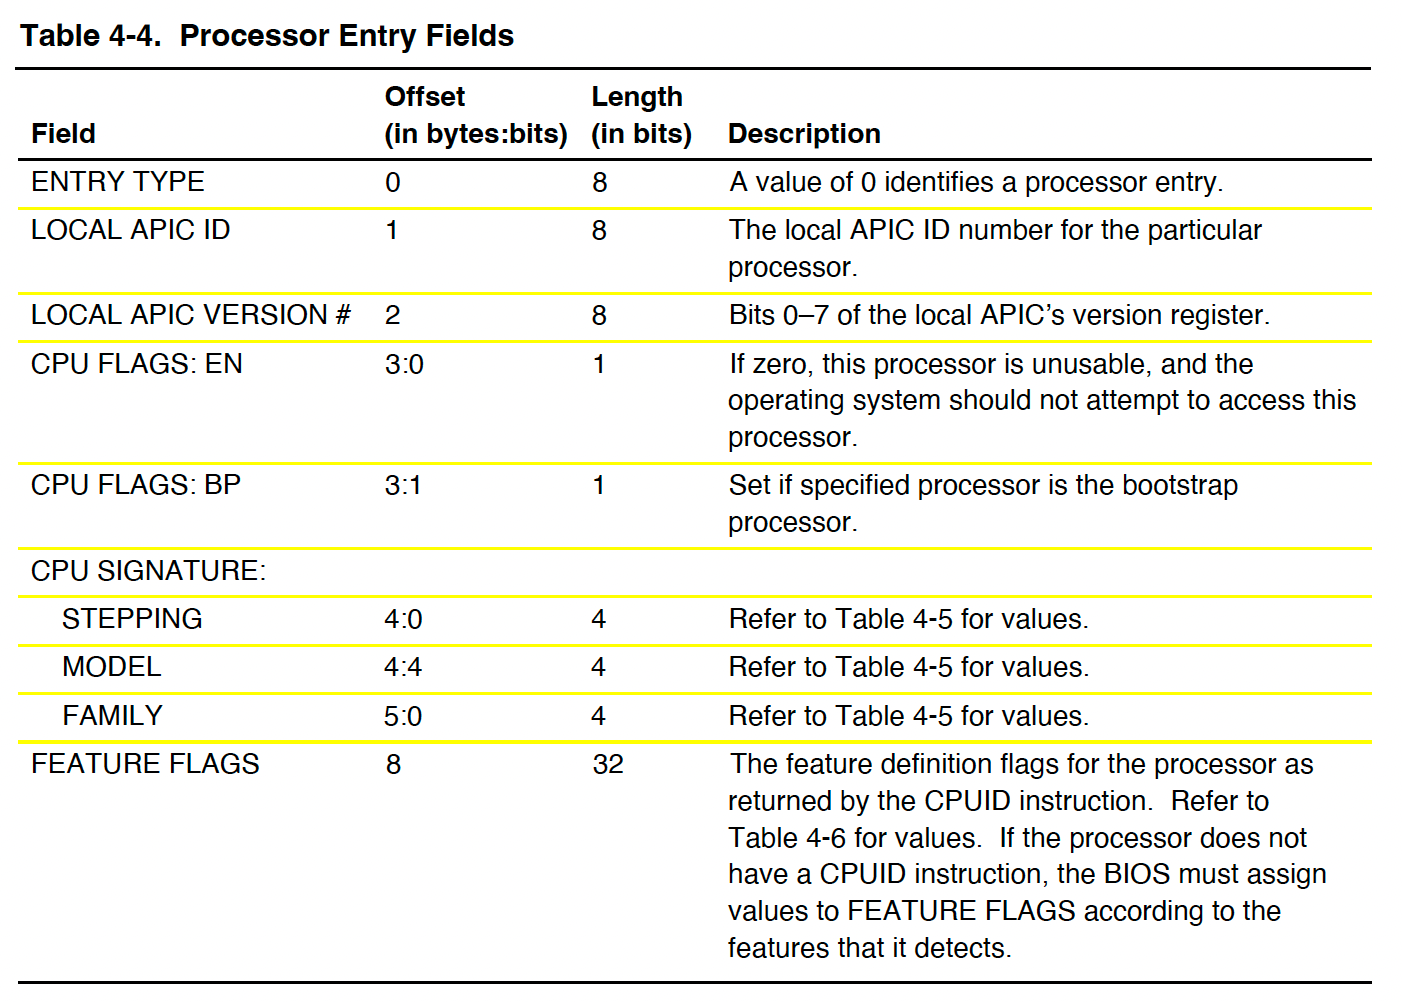 Table 4-4. Processor Entry Fields
Field Offset (in bytes:bits) Length (in bits) Description
ENTRY TYPE 0 8 A value of 0 identifies a processor entry.
LOCAL APIC ID 1 8 The local APIC ID number for the particular
processor.
LOCAL APIC VERSION # 2 8 Bits 0–7 of the local APIC’s version register.
CPU FLAGS: EN 3:0 1 If zero, this processor is unusable, and the
operating system should not attempt to access this
processor.
CPU FLAGS: BP 3:1 1 Set if specified processor is the bootstrap
processor.
CPU SIGNATURE:
STEPPING 4:0 4 Refer to Table 4-5 for values.
MODEL 4:4 4 Refer to Table 4-5 for values.
FAMILY 5:0 4 Refer to Table 4-5 for values.
FEATURE FLAGS 8 32 The feature definition flags for the processor as
returned by the CPUID instruction. Refer to
Table 4-6 for values. If the processor does not
have a CPUID instruction, the BIOS must assign
values to FEATURE FLAGS according to the
features that it detects.